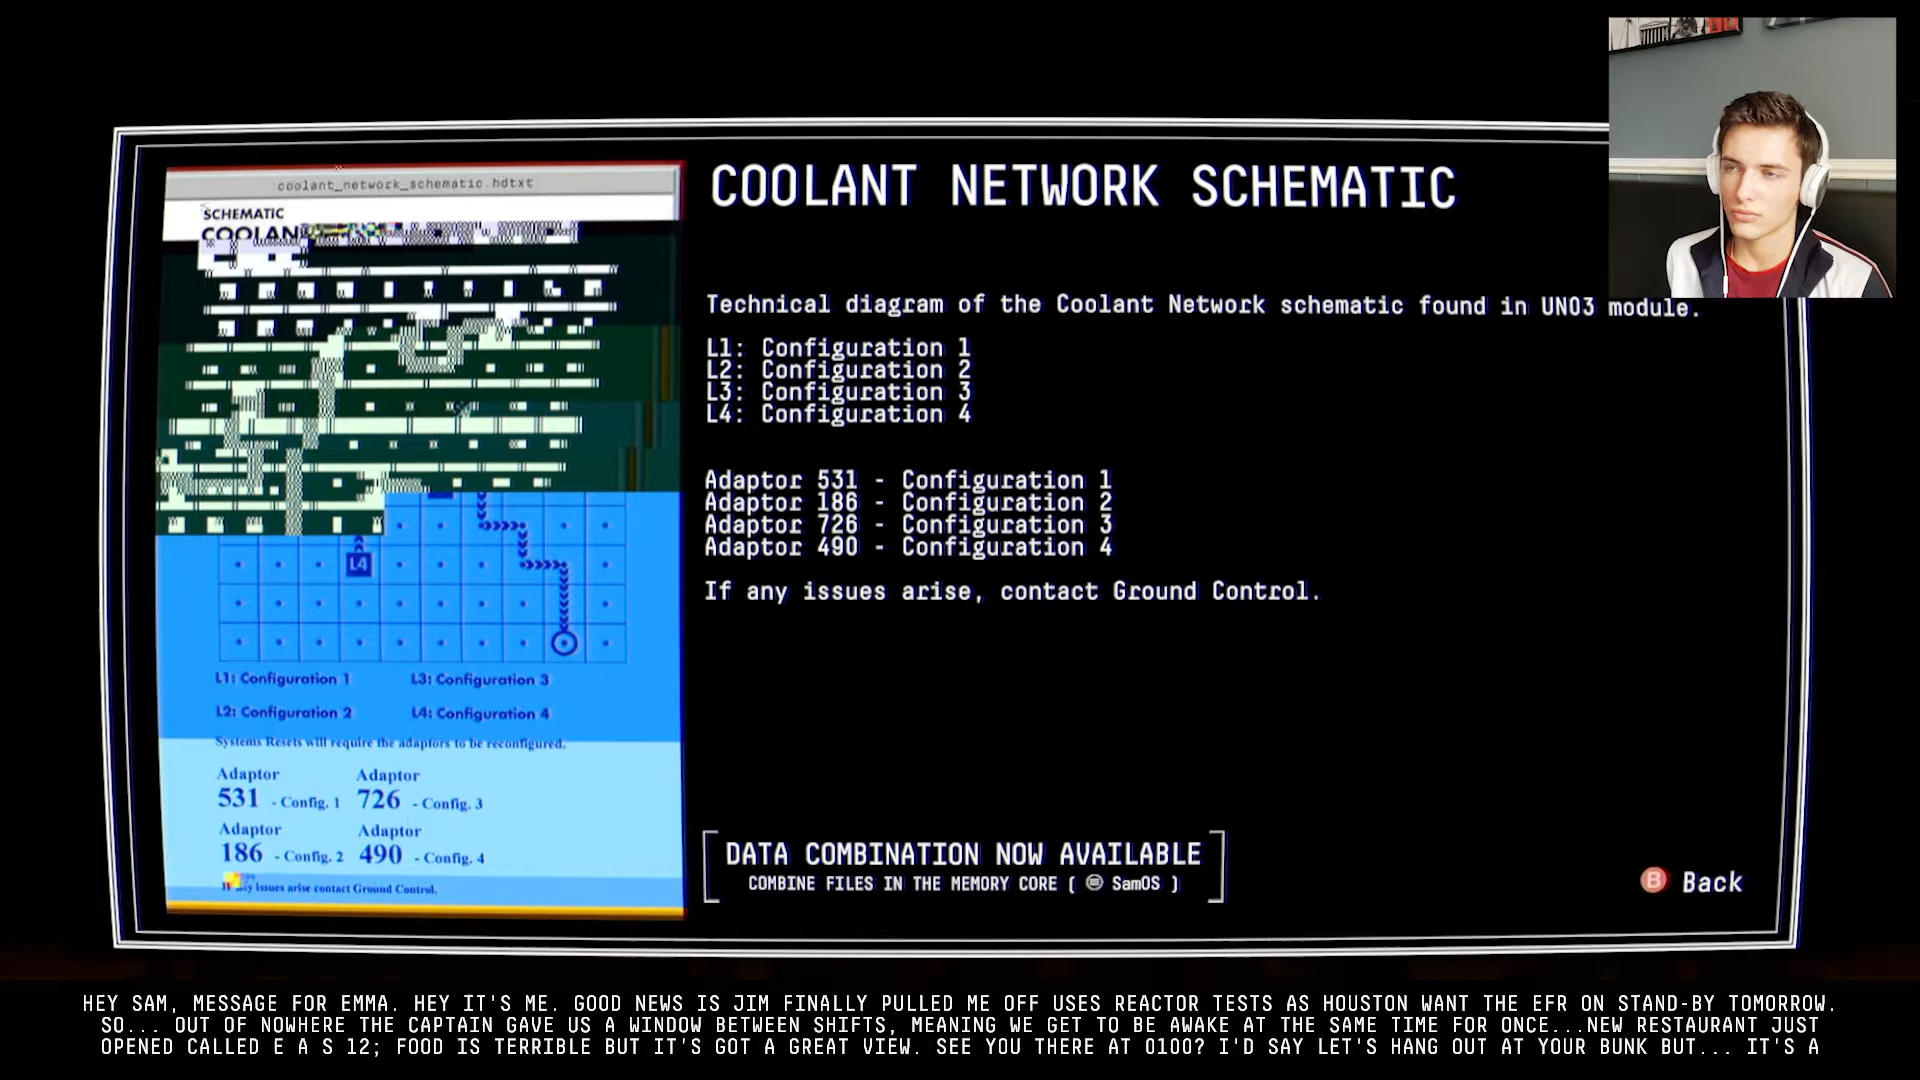 coolant_network_schematic.hdtxt
SCHEMATIC
COOLAN
L4
L1: Configuration 1
L3: Configuration 3
L2: Configuration 2
L4: Configuration 4
Systems Resets will require the adaptors to be reconfigured.
Adaptor
531 - Config. 1
Adaptor
726 - Config. 3
Adaptor
186 - Config. 2
Adaptor
490 - Config. 4
issues arise contact Ground Control.
COOLANT NETWORK SCHEMATIC
Technical diagram of the Coolant Network schematic found in UN03 module.
L1: Configuration 1
L2: Configuration 2
L3: Configuration 3
L4: Configuration 4
Adaptor 531 - Configuration 1
Adaptor 186 - Configuration 2
Adaptor 726 - Configuration 3
Adaptor 490 - Configuration 4
If any issues arise, contact Ground Control.
DATA COMBINATION NOW AVAILABLE
COMBINE FILES IN THE MEMORY CORE ( SamOS )
B Back
HEY SAM, MESSAGE FOR EMMA. HEY IT'S ME. GOOD NEWS IS JIM FINALLY PULLED ME OFF USES REACTOR TESTS AS HOUSTON WANT THE EFR ON STAND-BY TOMORROW.
SO... OUT OF NOWHERE THE CAPTAIN GAVE US A WINDOW BETWEEN SHIFTS, MEANING WE GET TO BE AWAKE AT THE SAME TIME FOR ONCE...NEW RESTAURANT JUST
OPENED CALLED E A S 12; FOOD IS TERRIBLE BUT IT'S GOT A GREAT VIEW. SEE YOU THERE AT 0100? I'D SAY LET'S HANG OUT AT YOUR BUNK BUT... IT'S A